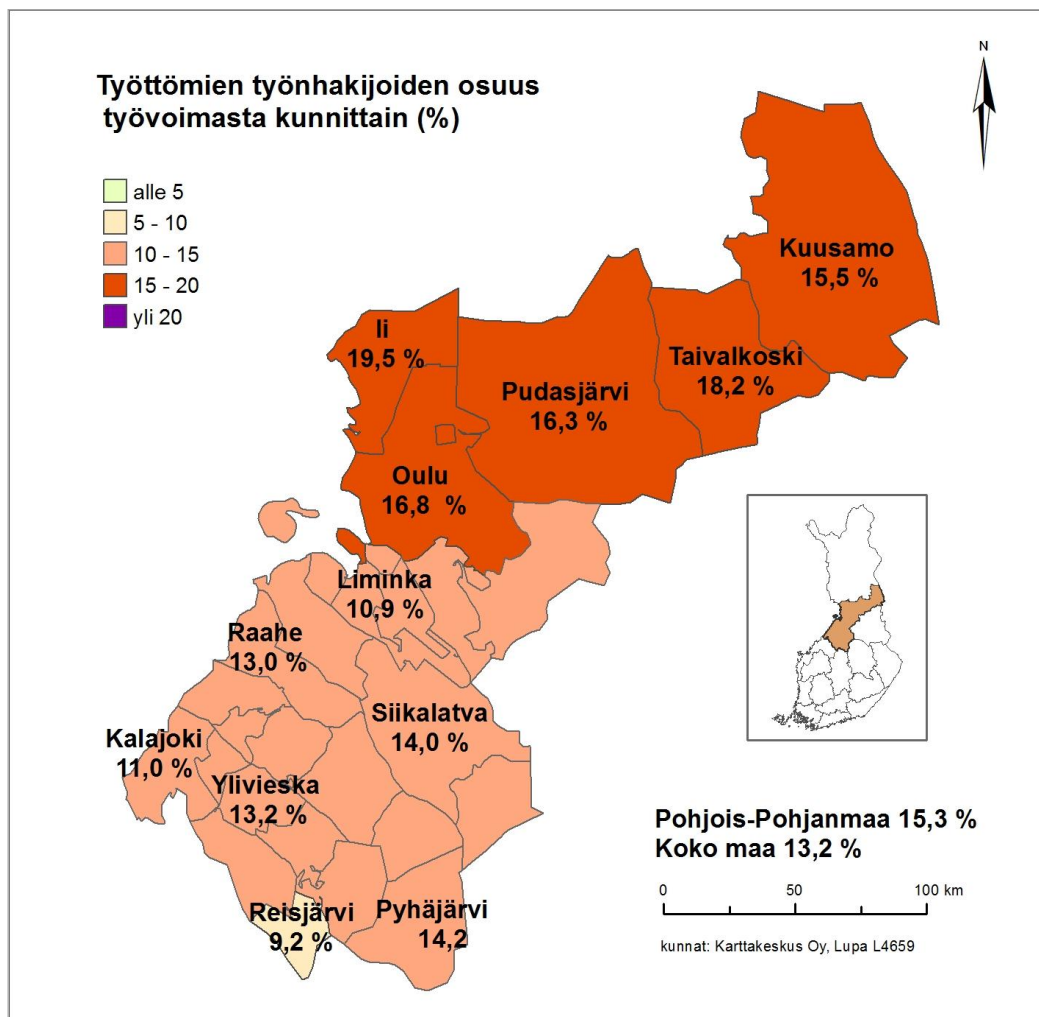 Työttömien työnhakijoiden osuus
työvoimasta kunnittain (%)
N
alle 5
5 - 10
10 - 15
15 - 20
yli 20
Kuusamo
15,5 %
Ii
19,5 %
Taivalkoski
18,2 %
Pudasjärvi
16,3 %
Oulu
16,8 %
Liminka
10,9 %
Raahe
13,0 %
Siikalatva
14,0 %
Kalajoki
11,0 %
Ylivieska
13,2 %
Reisjärvi
9,2 %
Pyhäjärvi
14,2
Pohjois-Pohjanmaa 15,3 %
Koko maa 13,2 %
0 50 100 km
kunnat: Karttakeskus Oy, Lupa L4659